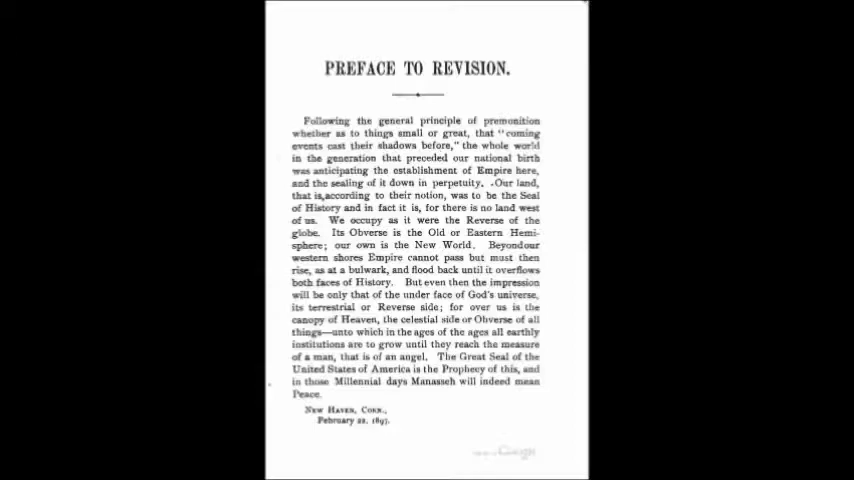 PREFACE TO REVISION.
Following the general principle of premonition
whether as to things small or great, that "coming
events cast their shadows before," the whole world
in the generation that preceded our national birth
was anticipating the establishment of Empire here,
and the sealing of it down in perpetuity. Our land,
that is, according to their notion, was to be the Seal
of History and in fact it is, for there is no land west
of us. We occupy as it were the Reverse of the
globe. Its Obverse is the Old or Eastern Hemi-
sphere; our own is the New World. Beyondour
western shores Empire cannot pass but must then
rise, as at a bulwark, and flood back until it overflows
both faces of History. But even then the impression
will be only that of the under face of God's universe,
its terrestrial or Reverse side; for over us is the
canopy of Heaven, the celestial side or Obverse of all
things—unto which in the ages of the ages all earthly
institutions are to grow until they reach the measure
of a man, that is of an angel. The Great Seal of the
United States of America is the Prophecy of this, and
in those Millennial days Manasseh will indeed mean
Peace.
NEW HAVEN, CONN.,
February 22, 1897.